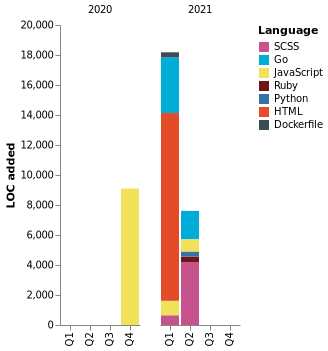 2020 2021
Language
SCSS
Go
JavaScript
Ruby
Python
HTML
Dockerfile
LOC added
20,000
18,000
16,000
14,000
12,000
10,000
8,000
6,000
4,000
2,000
0
Q1 Q2 Q3 Q4 Q1 Q2 Q3 Q4